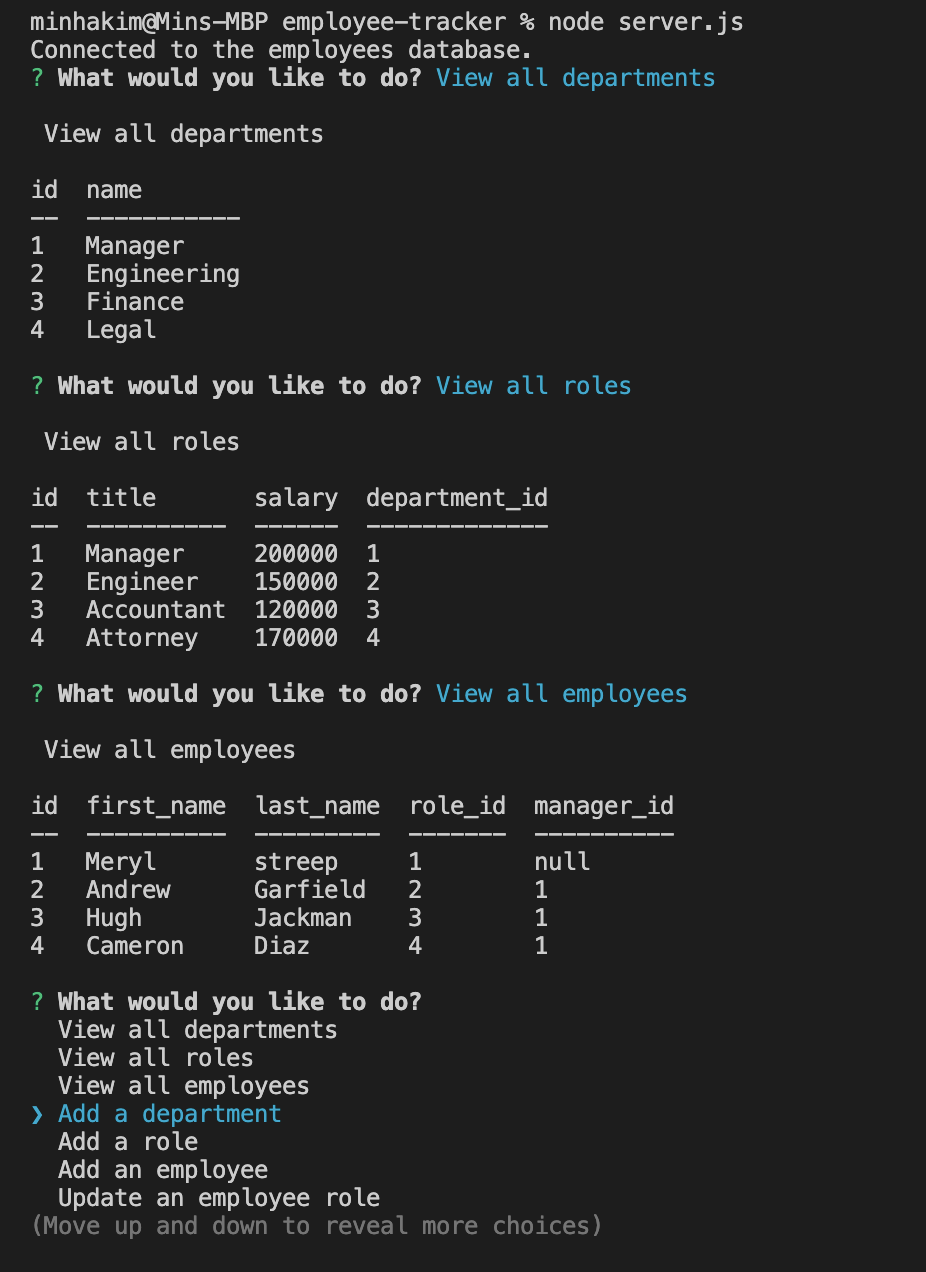 minhakim@Mins-MBP employee-tracker % node server.js
Connected to the employees database.
? What would you like to do? View all departments
View all departments
id  name
--  -----------
1   Manager
2   Engineering
3   Finance
4   Legal
? What would you like to do? View all roles
View all roles
id  title       salary  department_id
--  ----------  ------  -------------
1   Manager     200000  1
2   Engineer    150000  2
3   Accountant  120000  3
4   Attorney    170000  4
? What would you like to do? View all employees
View all employees
id  first_name  last_name  role_id  manager_id
--  ----------  ---------  -------  ----------
1   Meryl       streep     1        null
2   Andrew      Garfield   2        1
3   Hugh        Jackman    3        1
4   Cameron     Diaz       4        1
? What would you like to do?
View all departments
View all roles
View all employees
❯ Add a department
Add a role
Add an employee
Update an employee role
(Move up and down to reveal more choices)